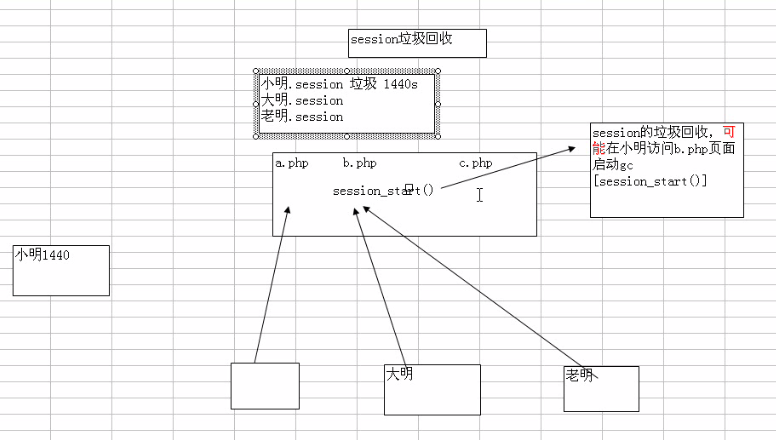 session垃圾回收
小明.session 垃圾 1440s
大明.session
老明.session
a.php b.php c.php
session_start()
session的垃圾回收，可
能在小明访问b.php页面
启动gc
[session_start()]
小明1440
大明
老明